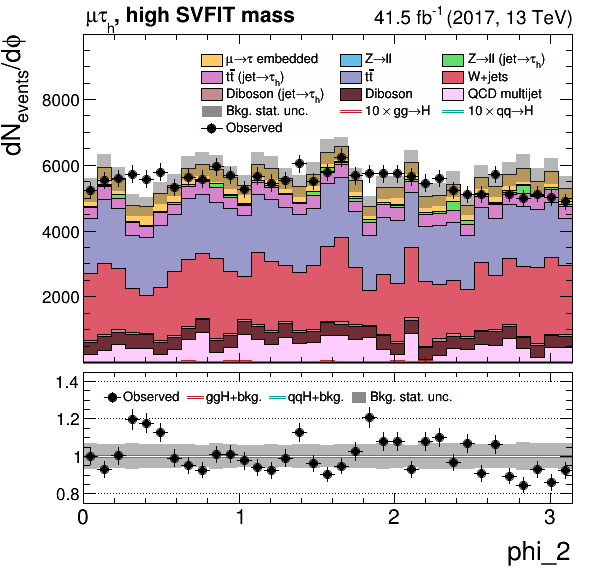 μτₕ, high SVFIT mass 41.5 fb⁻¹ (2017, 13 TeV)
dN_events/dϕ
μ→τ embedded Z→ll Z→ll (jet→τₕ)
tt̄ (jet→τₕ) tt̄ W+jets
Diboson (jet→τₕ) Diboson QCD multijet
Bkg. stat. unc. 10 × gg→H 10 × qq→H
Observed
8000
6000
4000
2000
1.4
Observed ggH+bkg. qqH+bkg. Bkg. stat. unc.
1.2
1.0
0.8
0 1 2 3
phi_2